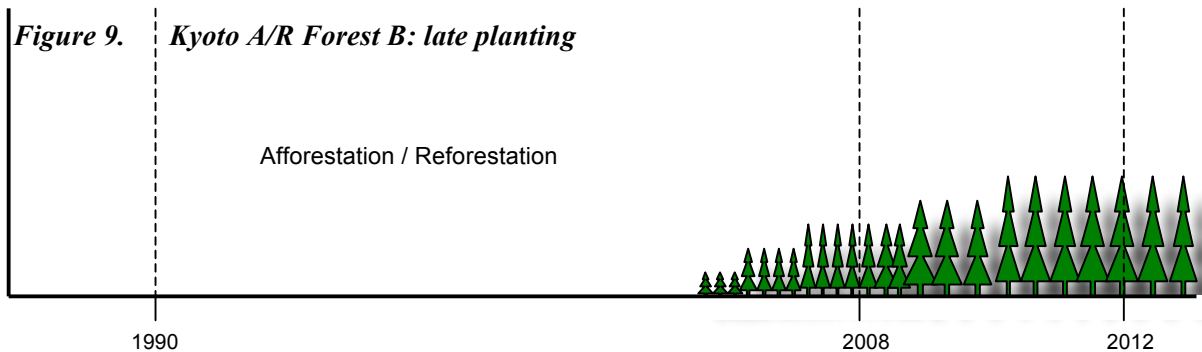 Figure 9. Kyoto A/R Forest B: late planting
Afforestation / Reforestation
1990 2008 2012